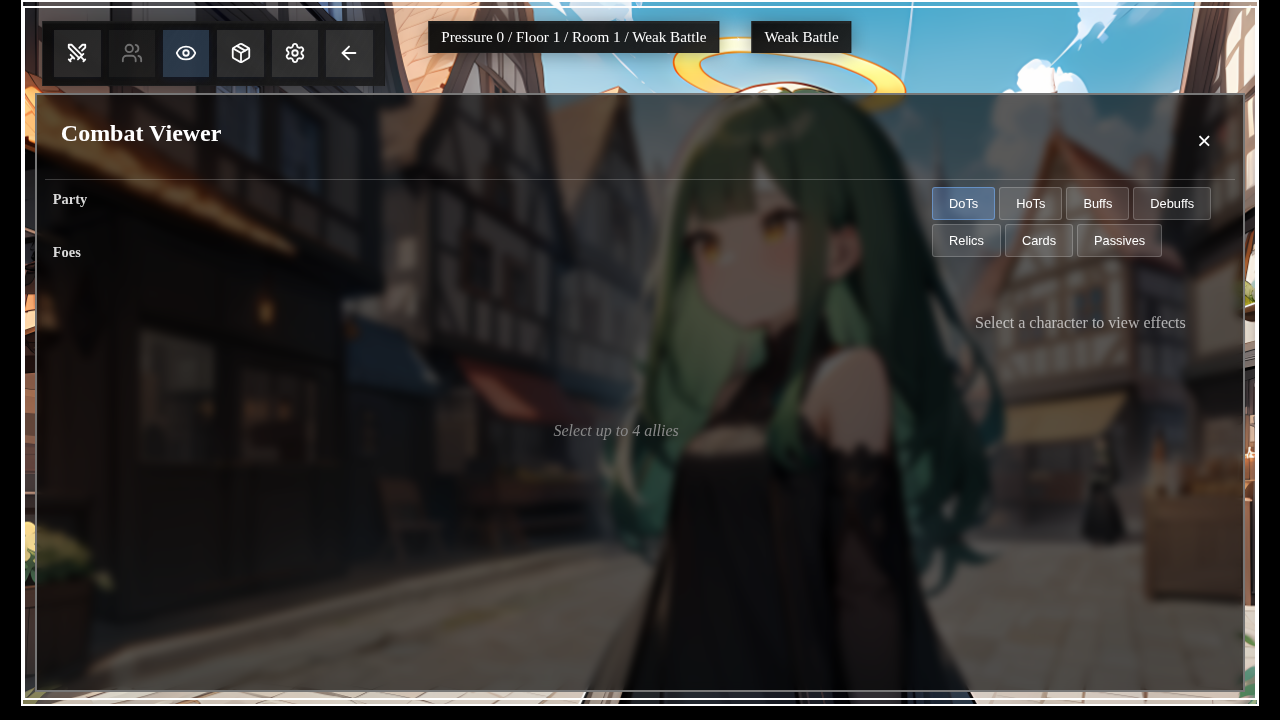 Pressure 0 / Floor 1 / Room 1 / Weak Battle
Weak Battle
Combat Viewer
Party
Foes
DoTs
HoTs
Buffs
Debuffs
Relics
Cards
Passives
Select a character to view effects
Select up to 4 allies